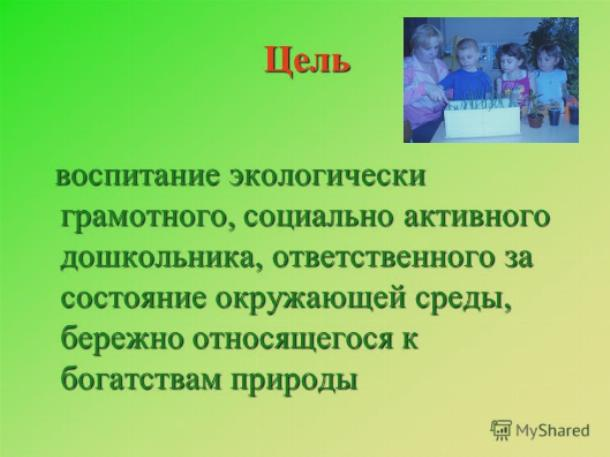 Цель
воспитание экологически
грамотного, социально активного
дошкольника, ответственного за
состояние окружающей среды,
бережно относящегося к
богатствам природы
MyShared